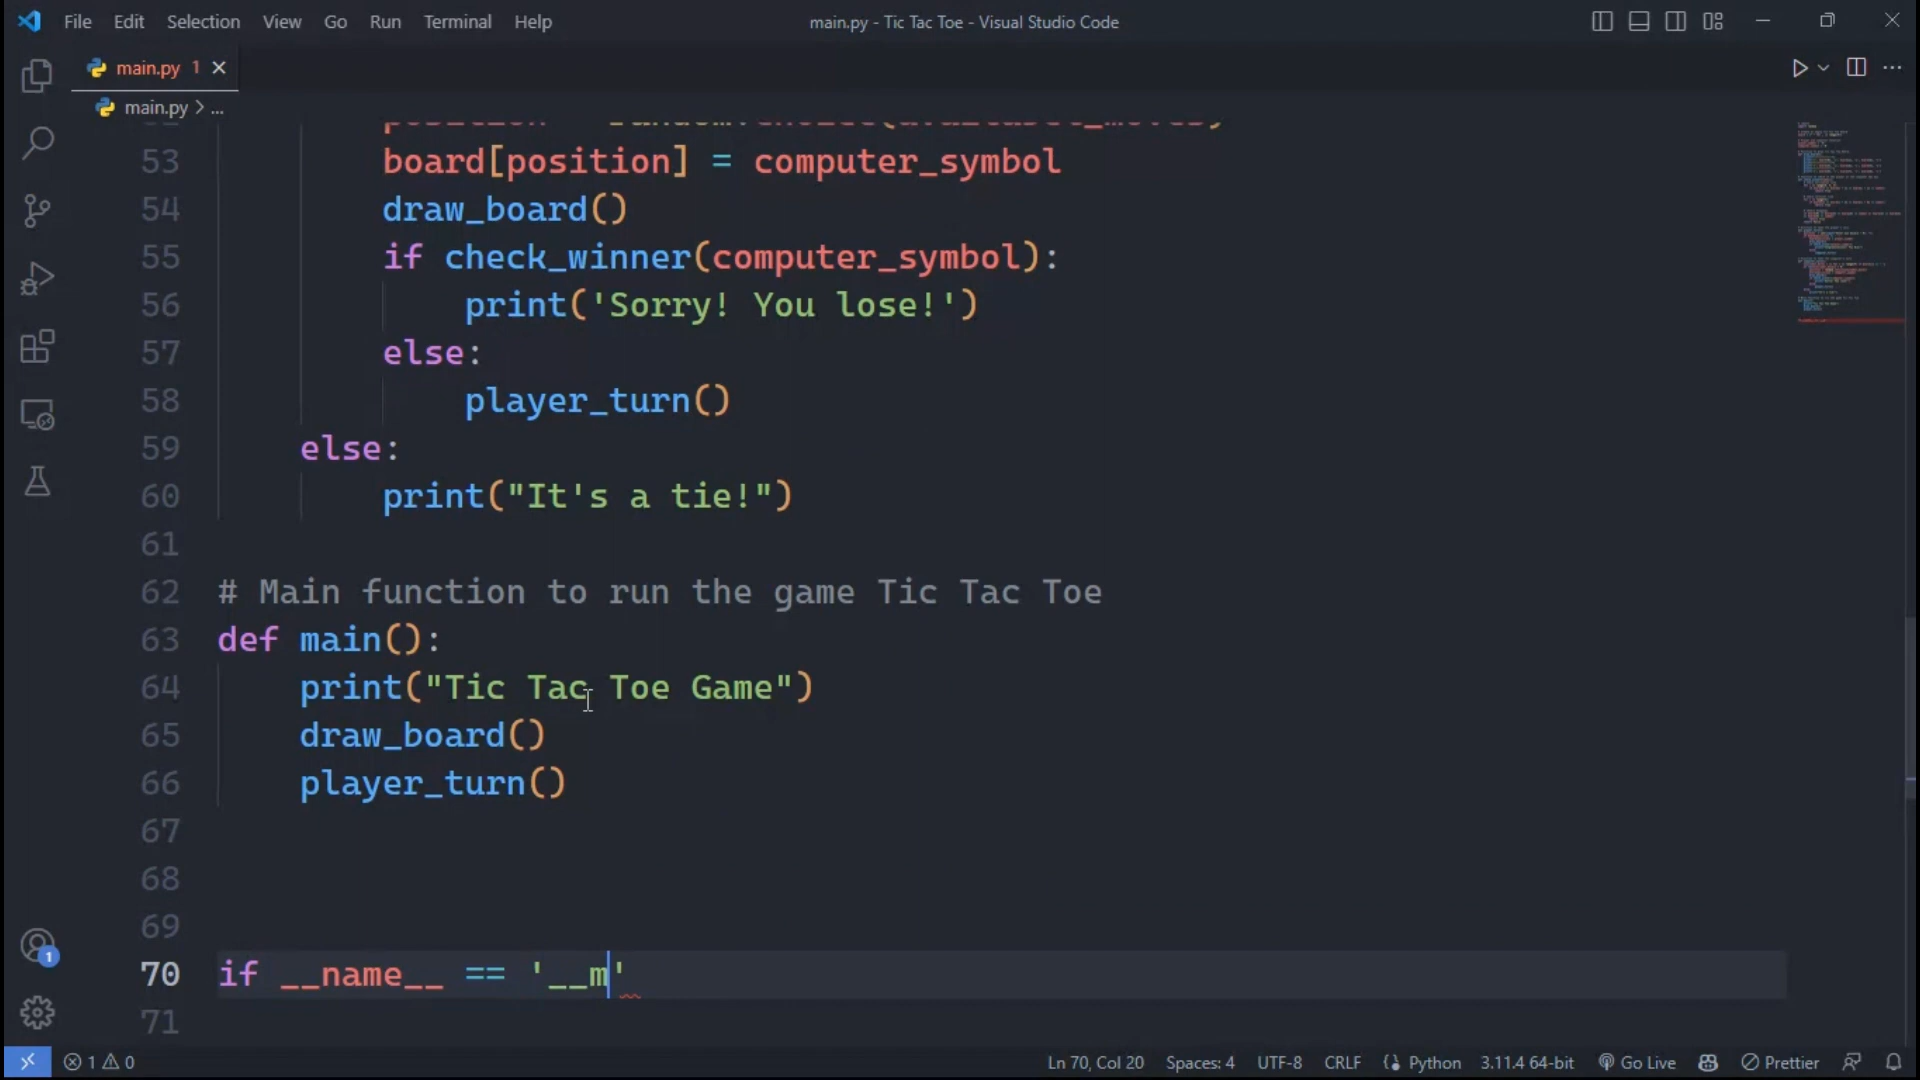 File Edit Selection View Go Run Terminal Help
main.py - Tic Tac Toe - Visual Studio Code
main.py 1
main.py > ...
53 board[position] = computer_symbol
54 draw_board()
55 if check_winner(computer_symbol):
56 print('Sorry! You lose!')
57 else:
58 player_turn()
59 else:
60 print("It's a tie!")
61
62 # Main function to run the game Tic Tac Toe
63 def main():
64 print("Tic Tac Toe Game")
65 draw_board()
66 player_turn()
67
68
69
70 if __name__ == '__m'
71
1
1 0
Ln 70, Col 20 Spaces: 4 UTF-8 CRLF Python 3.11.4 64-bit Go Live Prettier